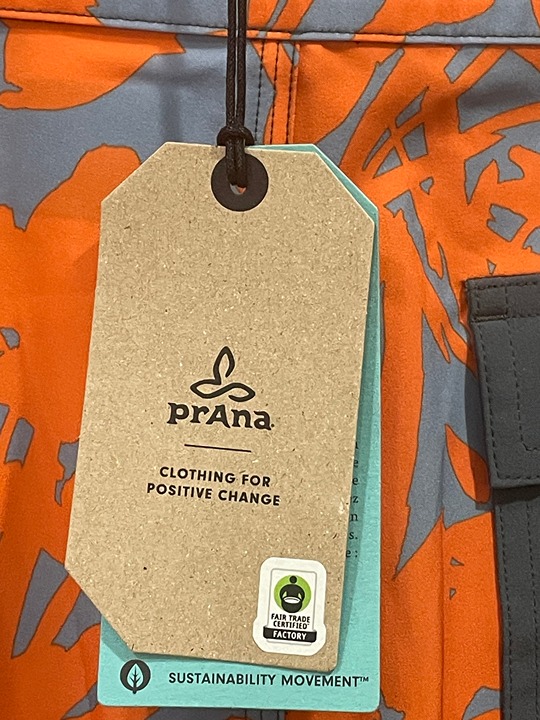 prAna
CLOTHING FOR
POSITIVE CHANGE
FAIR TRADE
CERTIFIED
FACTORY
SUSTAINABILITY MOVEMENT™